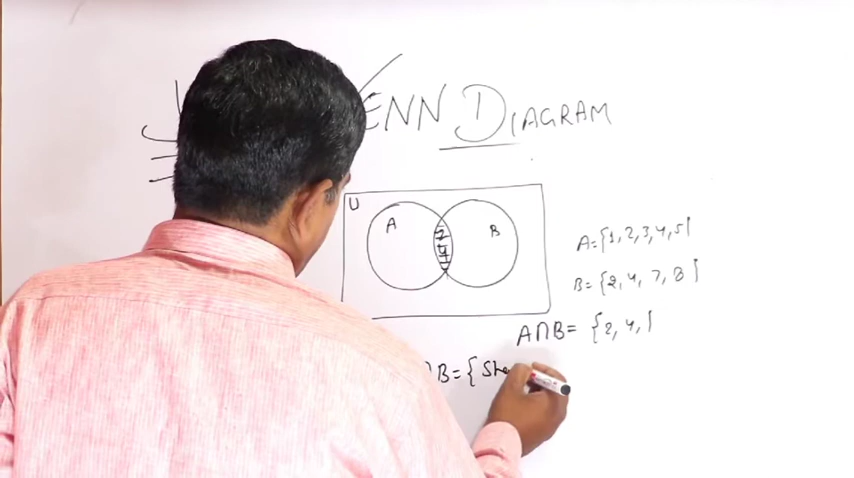 ENN DIAGRAM
U
A
B
2
4
A={1,2,3,4,5}
B={2,4,7,8}
A∩B= {2,4,}
B={